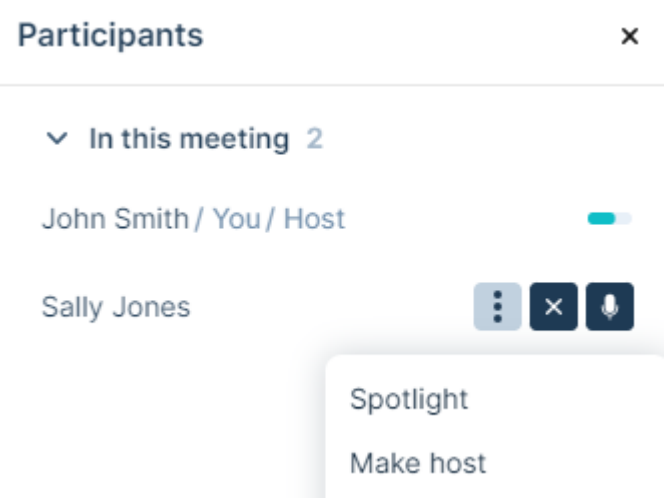 Participants
In this meeting 2
John Smith / You / Host
Sally Jones
Spotlight
Make host